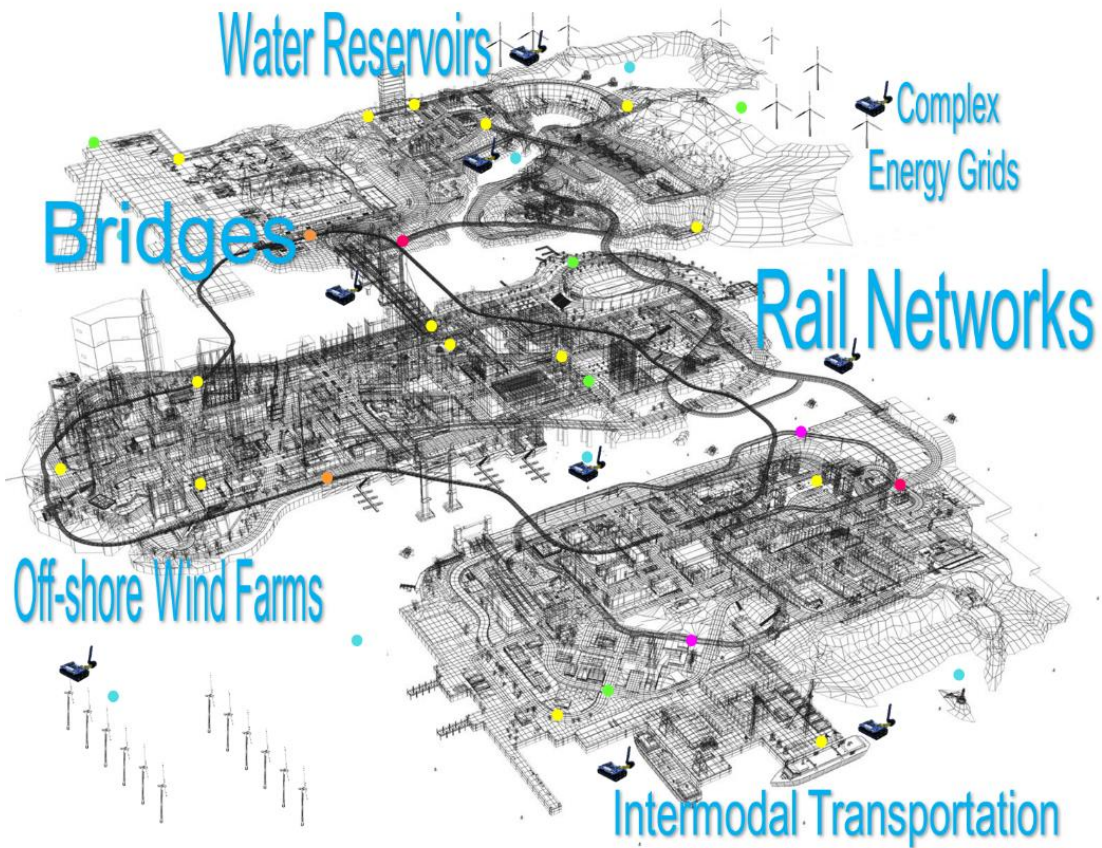 Water Reservoirs
Complex
Energy Grids
Bridges
Rail Networks
Off-shore Wind Farms
Intermodal Transportation